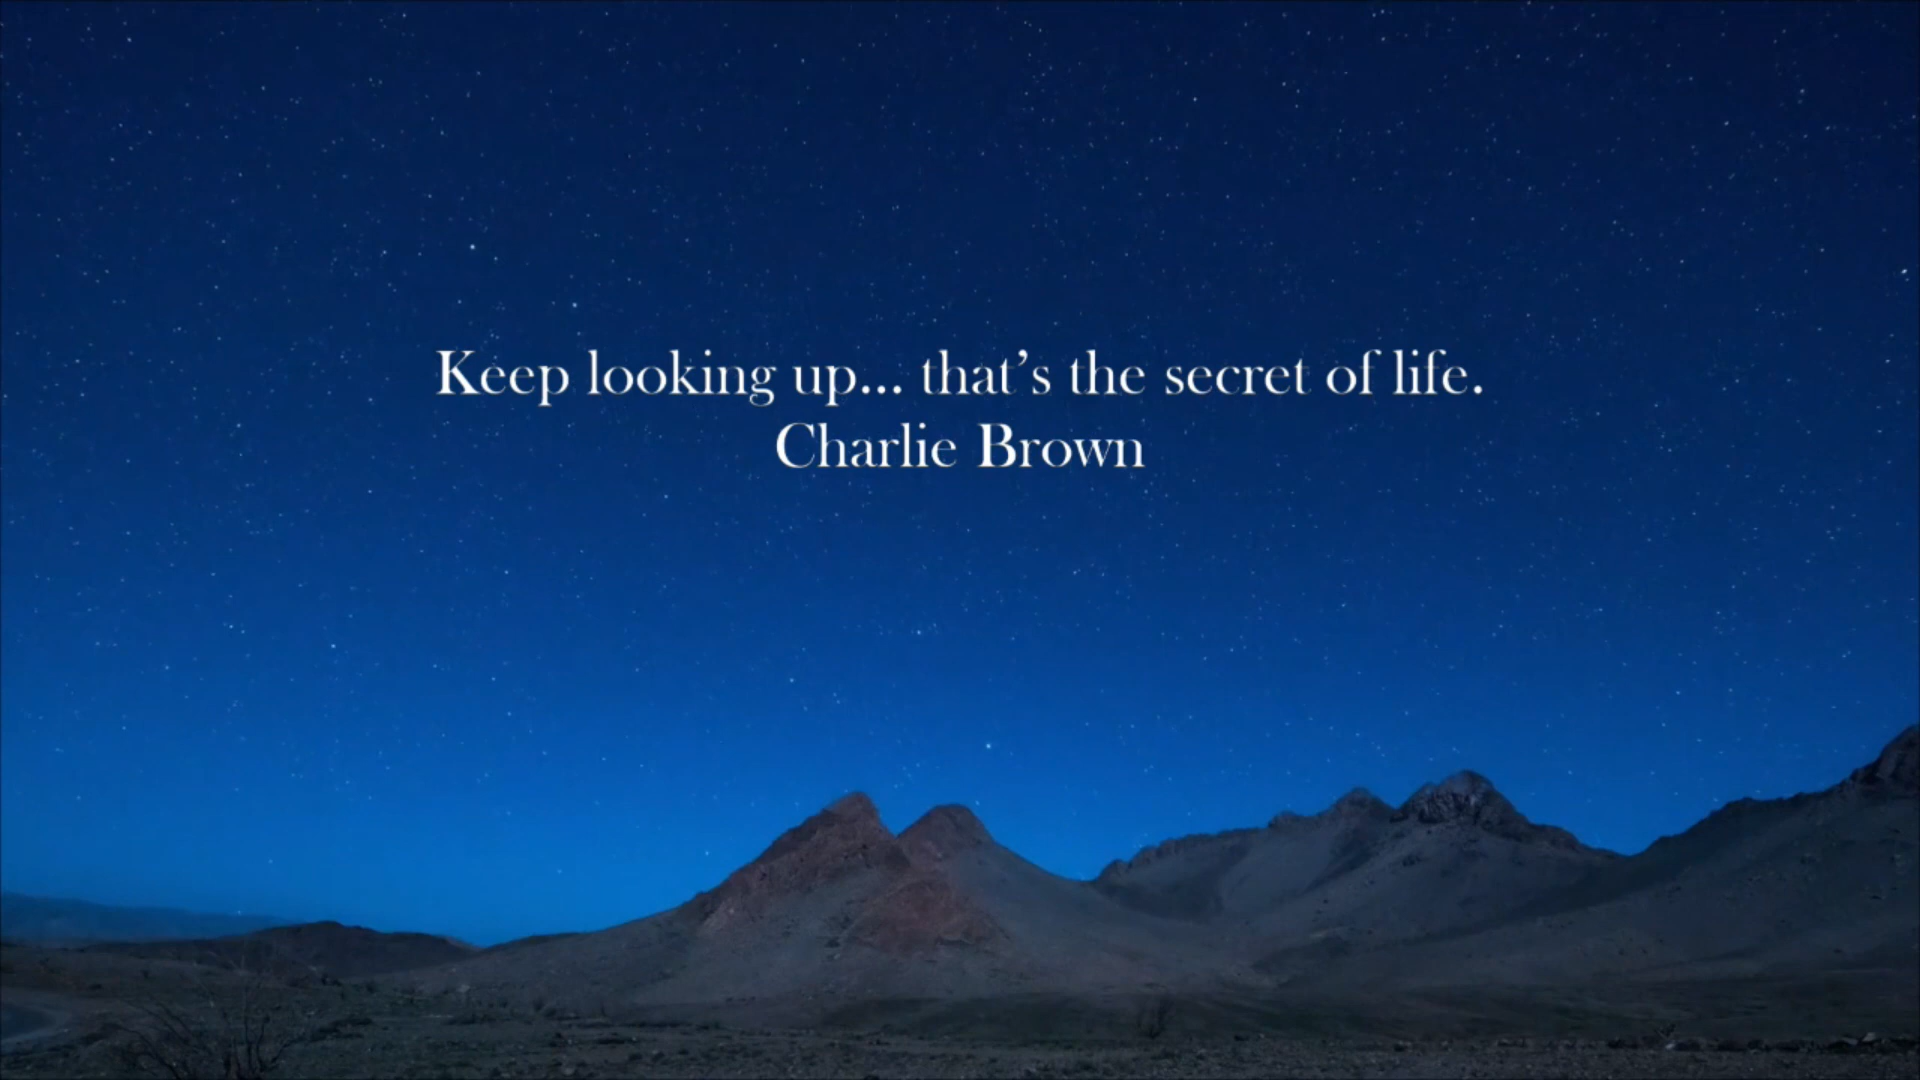 Keep looking up... that’s the secret of life.
Charlie Brown